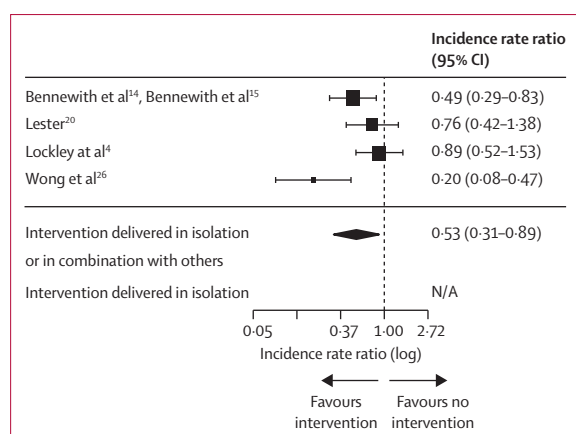 Incidence rate ratio
(95% CI)
Bennewith et al14, Bennewith et al15 0·49 (0·29–0·83)
Lester20 0·76 (0·42–1·38)
Lockley at al4 0·89 (0·52–1·53)
Wong et al26 0·20 (0·08–0·47)
Intervention delivered in isolation 0·53 (0·31–0·89)
or in combination with others
Intervention delivered in isolation N/A
0·05 0·37 1·00 2·72
Incidence rate ratio (log)
Favours Favours no
intervention intervention